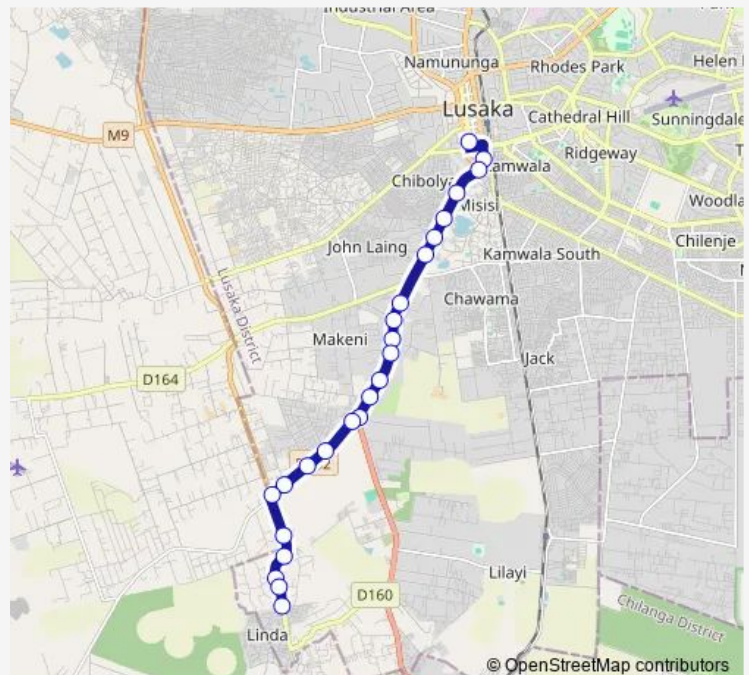 Industrial Area
Namununga
Rhodes Park
Helen
Lusaka
M9
Cathedral Hill
Sunningdale
Ridgeway
Kamwala
Chibolya
Misisi
Woodla
John Laing
Kamwala South
Chilenje
Lusaka District
Chawama
Makeni
Jack
D164
Lilayi
D160
Chilanga District
Linda
© OpenStreetMap contributors